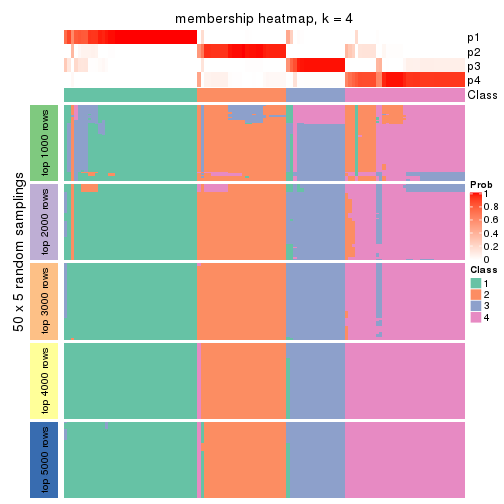 membership heatmap, k = 4
p1
p2
p3
p4
Class
50 x 5 random samplings
top 1000 rows
top 2000 rows
top 3000 rows
top 4000 rows
top 5000 rows
Prob
1
0.8
0.6
0.4
0.2
0
Class
1
2
3
4